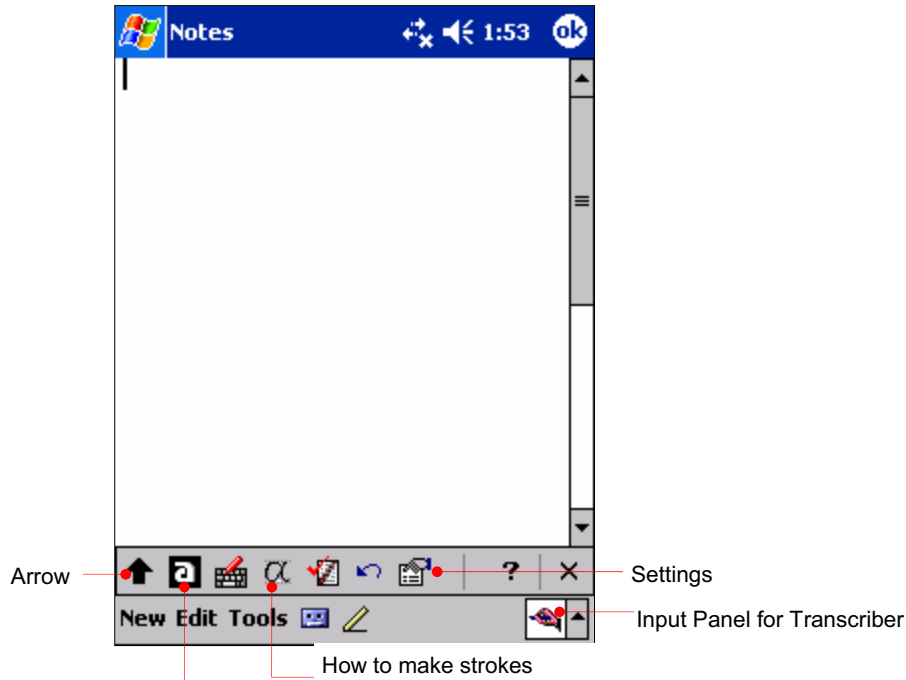 Notes 1:53 ok
Arrow a α ? × Settings
New Edit Tools Input Panel for Transcriber
How to make strokes